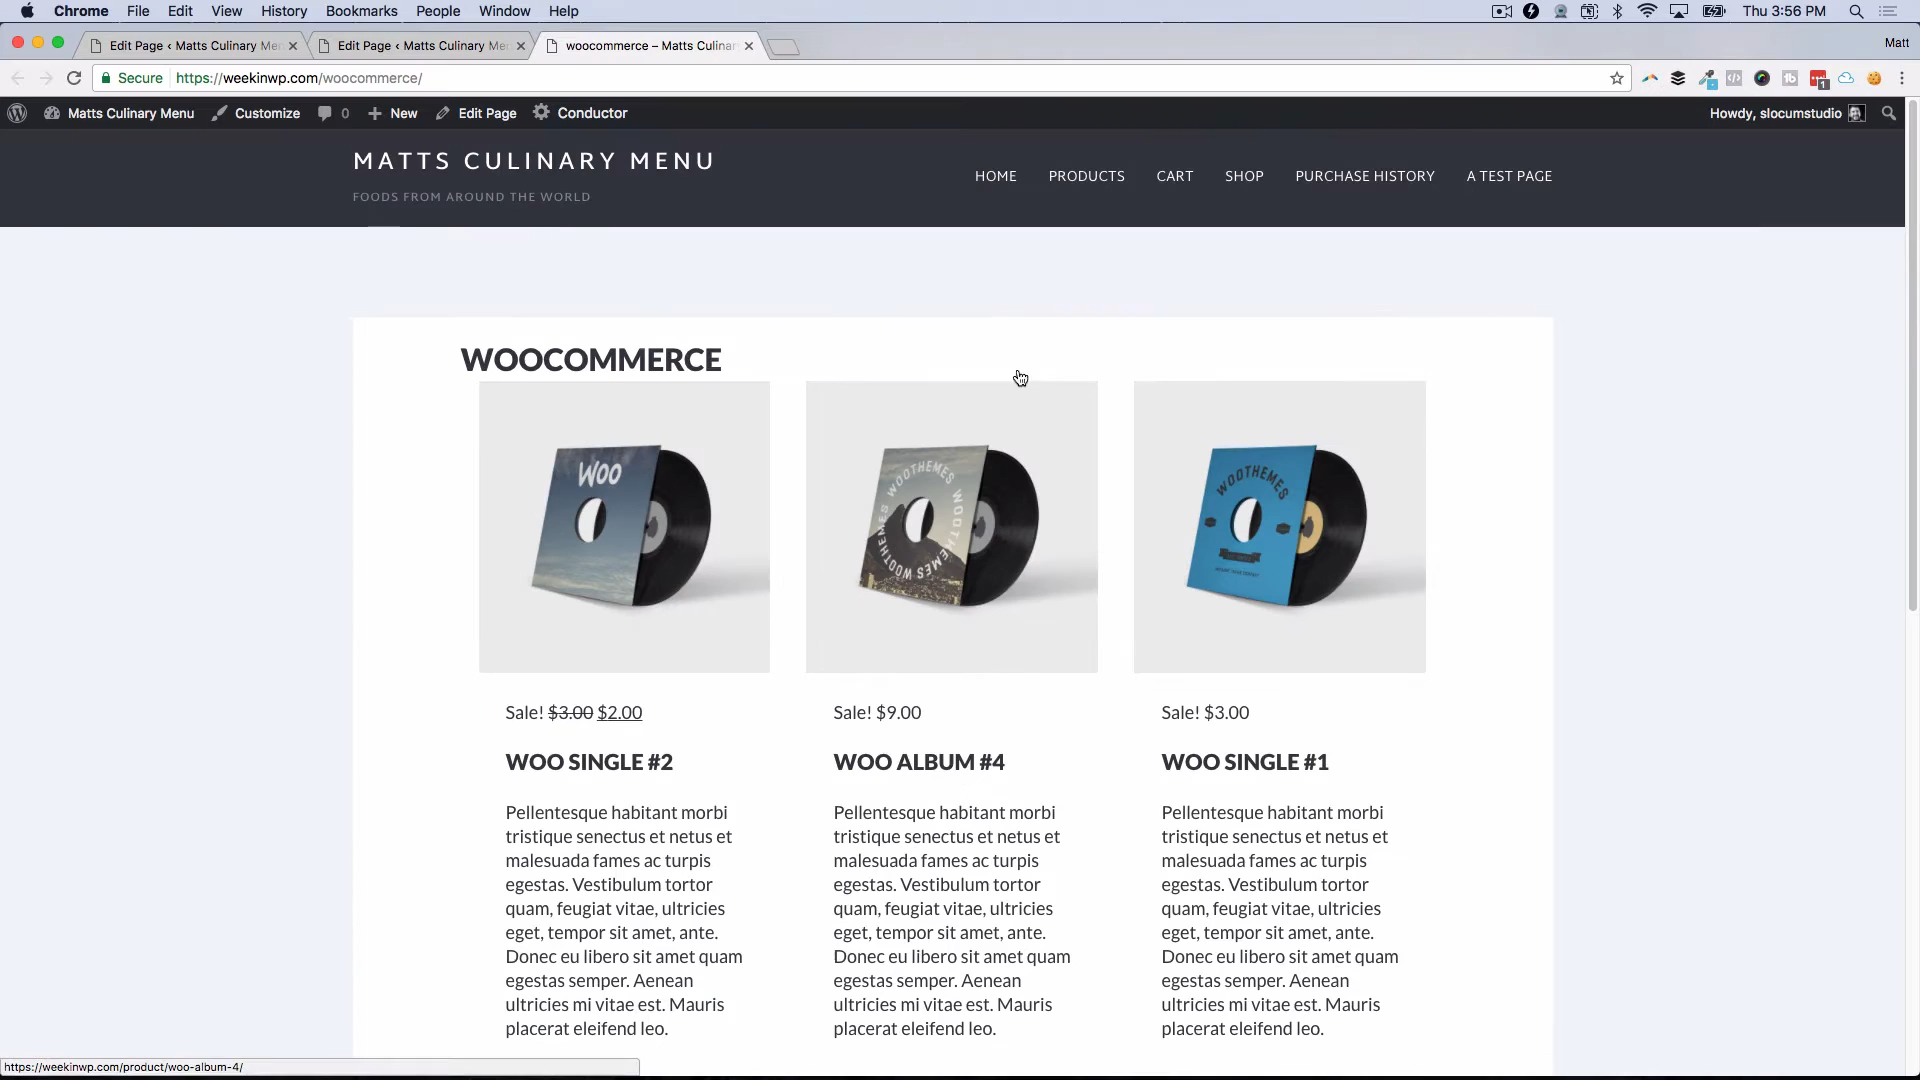 Chrome File Edit View History Bookmarks People Window Help Thu 3:56 PM
Edit Page ‹ Matts Culinary Me
Edit Page ‹ Matts Culinary Me
woocommerce – Matts Culinar
Matt
Secure https://weekinwp.com/woocommerce/
1
Matts Culinary Menu Customize 0 New Edit Page Conductor Howdy, slocumstudio
MATTS CULINARY MENU
FOODS FROM AROUND THE WORLD
HOME PRODUCTS CART SHOP PURCHASE HISTORY A TEST PAGE
WOOCOMMERCE
WOO
WOOTHEMES WOOTHEMES WOOTHEMES
WOOTHEMES
Sale! $3.00 $2.00
WOO SINGLE #2
Pellentesque habitant morbi
tristique senectus et netus et
malesuada fames ac turpis
egestas. Vestibulum tortor
quam, feugiat vitae, ultricies
eget, tempor sit amet, ante.
Donec eu libero sit amet quam
egestas semper. Aenean
ultricies mi vitae est. Mauris
placerat eleifend leo.
Sale! $9.00
WOO ALBUM #4
Pellentesque habitant morbi
tristique senectus et netus et
malesuada fames ac turpis
egestas. Vestibulum tortor
quam, feugiat vitae, ultricies
eget, tempor sit amet, ante.
Donec eu libero sit amet quam
egestas semper. Aenean
ultricies mi vitae est. Mauris
placerat eleifend leo.
Sale! $3.00
WOO SINGLE #1
Pellentesque habitant morbi
tristique senectus et netus et
malesuada fames ac turpis
egestas. Vestibulum tortor
quam, feugiat vitae, ultricies
eget, tempor sit amet, ante.
Donec eu libero sit amet quam
egestas semper. Aenean
ultricies mi vitae est. Mauris
placerat eleifend leo.
https://weekinwp.com/product/woo-album-4/